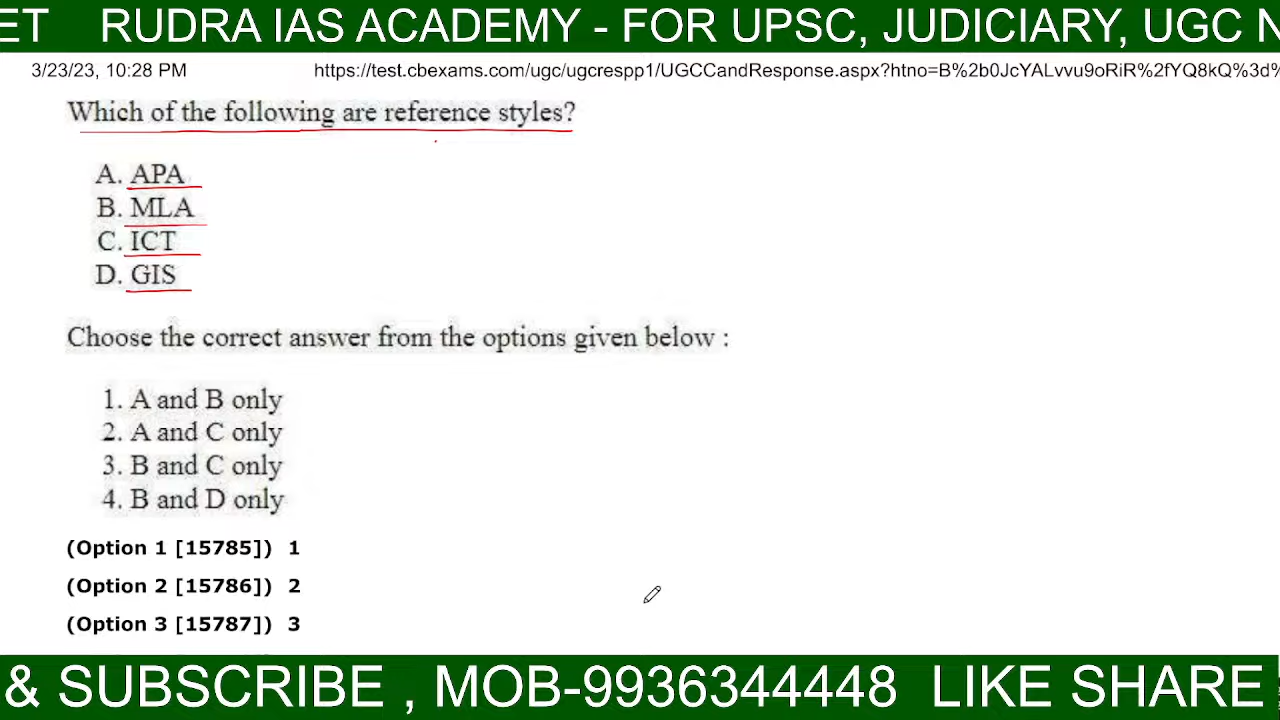 ET RUDRA IAS ACADEMY - FOR UPSC, JUDICIARY, UGC N
3/23/23, 10:28 PM https://test.cbexams.com/ugc/ugcrespp1/UGCCandResponse.aspx?htno=B%2b0JcYALvvu9oRiR%2fYQ8kQ%3d%
Which of the following are reference styles?
A. APA
B. MLA
C. ICT
D. GIS
Choose the correct answer from the options given below :
1. A and B only
2. A and C only
3. B and C only
4. B and D only
(Option 1 [15785]) 1
(Option 2 [15786]) 2
(Option 3 [15787]) 3
& SUBSCRIBE , MOB-9936344448 LIKE SHARE